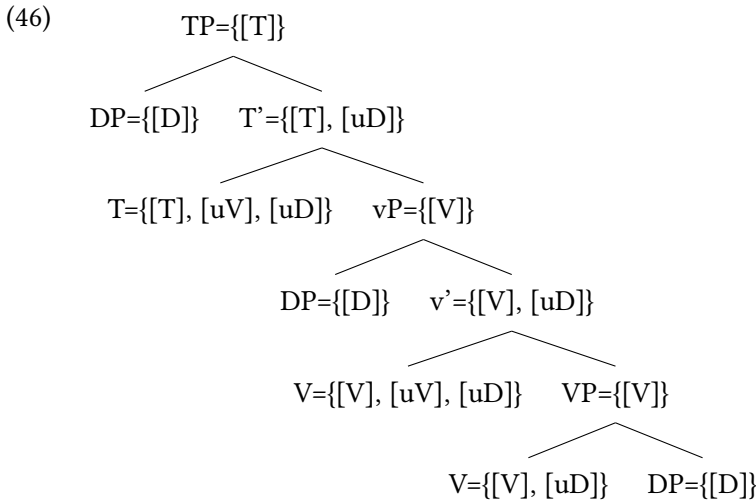 (46)
TP={[T]}
DP={[D]} T’={[T], [uD]}
T={[T], [uV], [uD]} vP={[V]}
DP={[D]} v’={[V], [uD]}
V={[V], [uV], [uD]} VP={[V]}
V={[V], [uD]} DP={[D]}